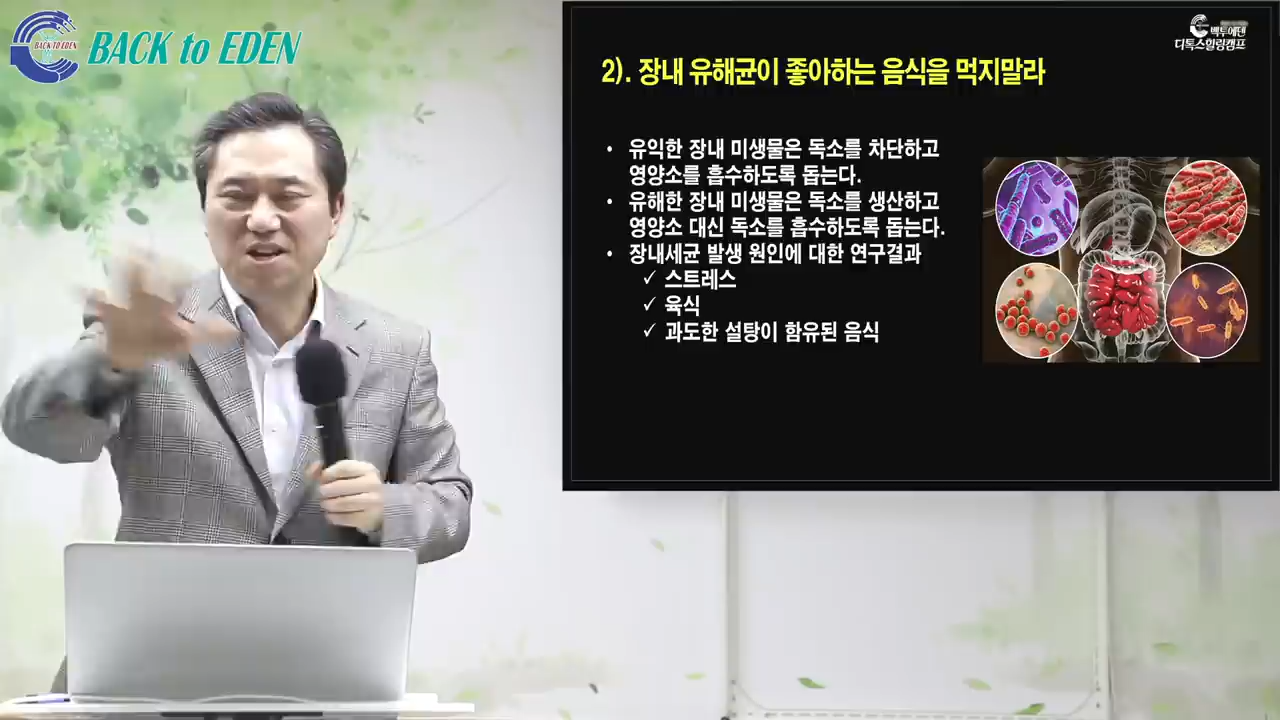 BACK TO EDEN
BACK to EDEN
백투에덴
디톡스힐링캠프
2). 장내 유해균이 좋아하는 음식을 먹지말라
• 유익한 장내 미생물은 독소를 차단하고
영양소를 흡수하도록 돕는다.
• 유해한 장내 미생물은 독소를 생산하고
영양소 대신 독소를 흡수하도록 돕는다.
• 장내세균 발생 원인에 대한 연구결과
✓ 스트레스
✓ 육식
✓ 과도한 설탕이 함유된 음식